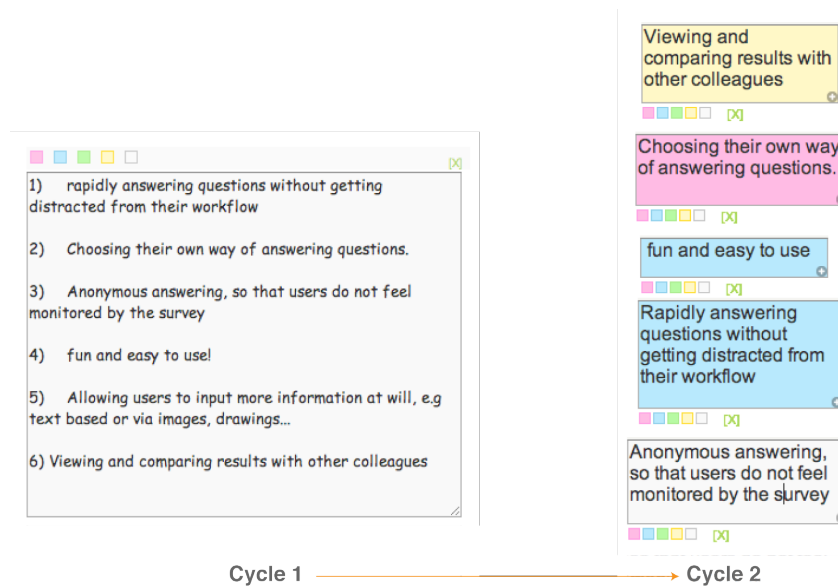 [X]
1) rapidly answering questions without getting
distracted from their workflow
2) Choosing their own way of answering questions.
3) Anonymous answering, so that users do not feel
monitored by the survey
4) fun and easy to use!
5) Allowing users to input more information at will, e.g
text based or via images, drawings...
6) Viewing and comparing results with other colleagues
Viewing and
comparing results with
other colleagues
[X]
Choosing their own way
of answering questions.
[X]
fun and easy to use
[X]
Rapidly answering
questions without
getting distracted from
their workflow
[X]
Anonymous answering,
so that users do not feel
monitored by the survey
[X]
Cycle 1
Cycle 2